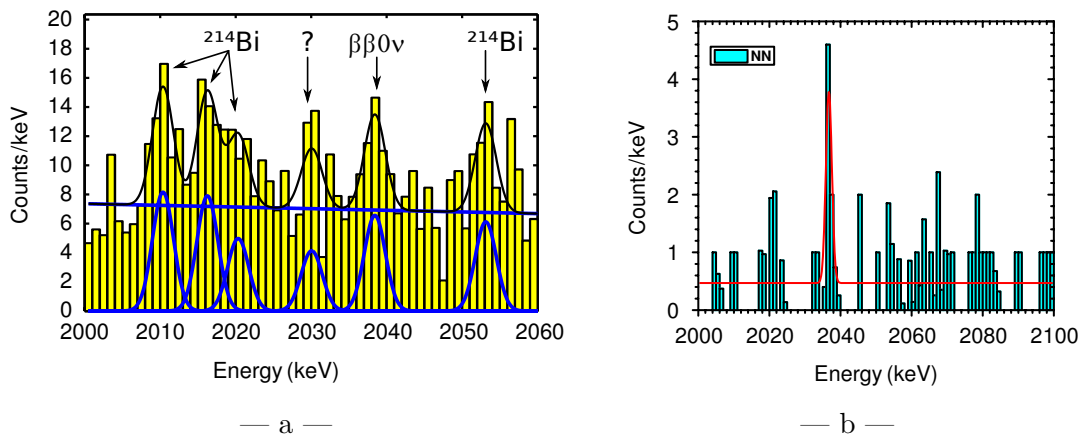 20
18
16
14
12
10
8
6
4
2
0
Counts/keV
²¹⁴Bi
?
ββ0ν
²¹⁴Bi
2000 2010 2020 2030 2040 2050 2060
Energy (keV)
— a —
5
4
3
2
1
0
Counts/keV
NN
2000 2020 2040 2060 2080 2100
Energy (keV)
— b —